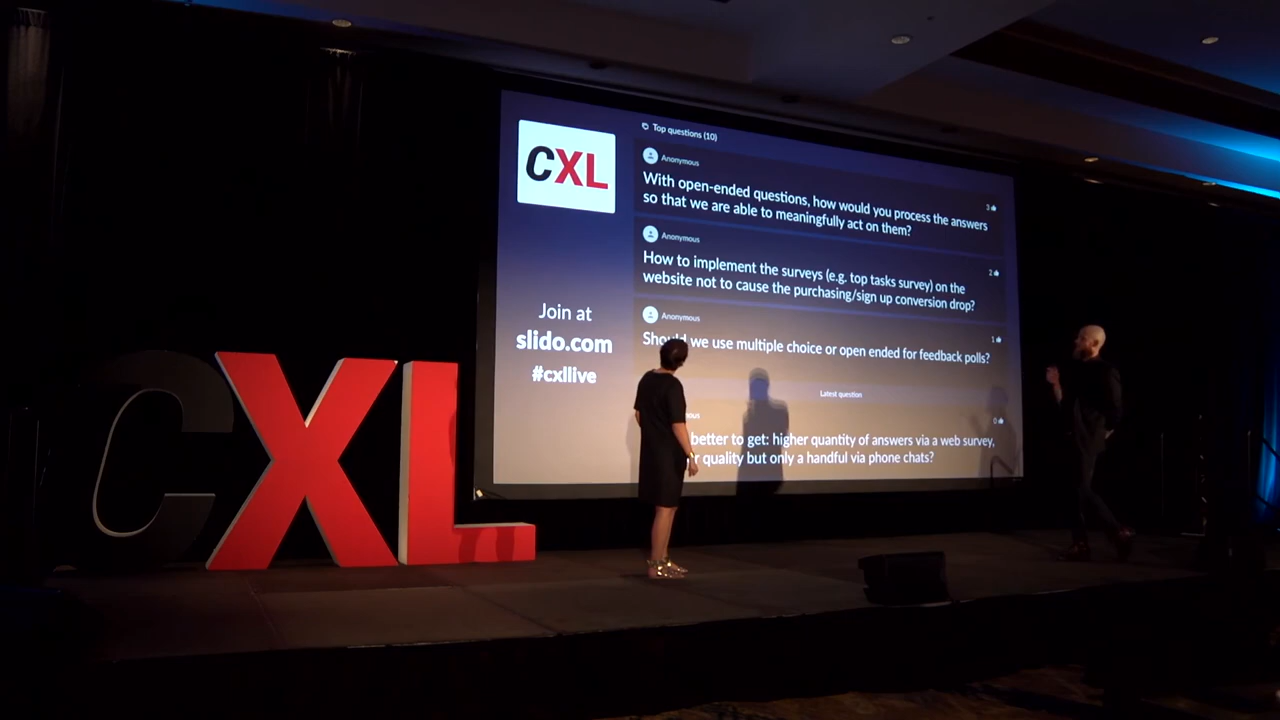 CXL
Top questions (10)
Anonymous
3
With open-ended questions, how would you process the answers
so that we are able to meaningfully act on them?
Anonymous
2
How to implement the surveys (e.g. top tasks survey) on the
website not to cause the purchasing/sign up conversion drop?
Anonymous
1
Should we use multiple choice or open ended for feedback polls?
Latest question
0
better to get: higher quantity of answers via a web survey,
quality but only a handful via phone chats?
Join at
slido.com
#cxllive
CXL